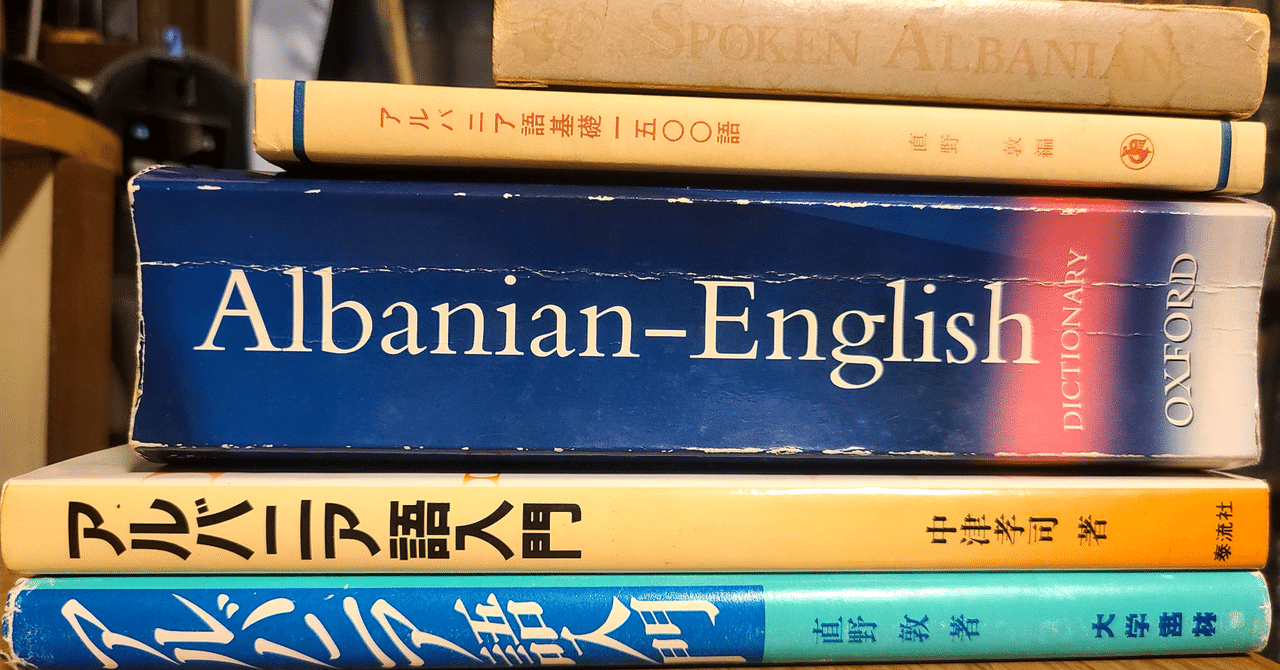 SPOKEN ALBANIAN
アルバニア語基礎一五〇〇語 直野 敦 編
Albanian-English DICTIONARY OXFORD
アルバニア語入門 中津孝司 著 泰流社
アルバニア語入門 直野 敦 著 大学書林